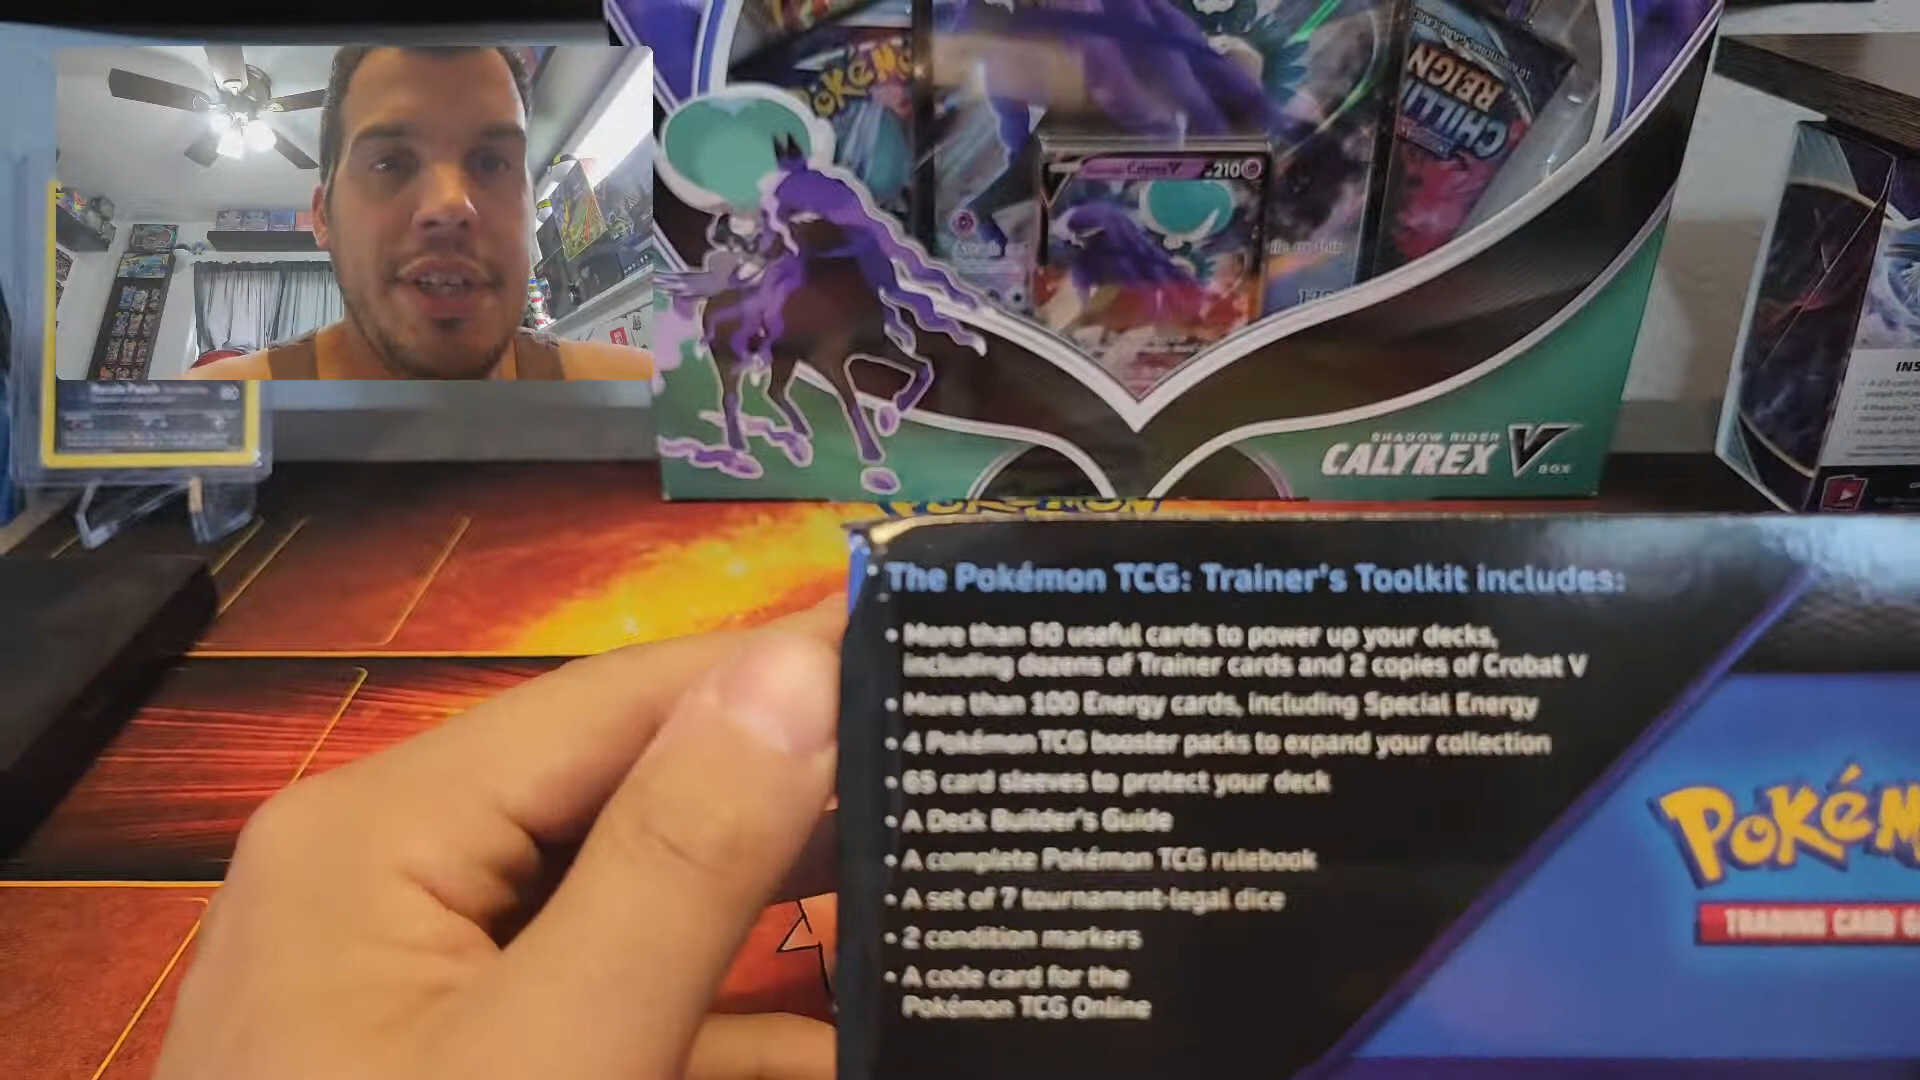 POKÉMON
CHILLING
REIGN
Calyrex V
210
SHADOW RIDER
CALYREX V
BOX
POKÉMON
The Pokémon TCG: Trainer's Toolkit includes:
• More than 50 useful cards to power up your decks,
including dozens of Trainer cards and 2 copies of Crobat V
• More than 100 Energy cards, including Special Energy
• 4 Pokémon TCG booster packs to expand your collection
• 65 card sleeves to protect your deck
• A Deck Builder's Guide
• A complete Pokémon TCG rulebook
• A set of 7 tournament-legal dice
• 2 condition markers
• A code card for the
Pokémon TCG Online
POKÉM
TRADING CARD G
INS